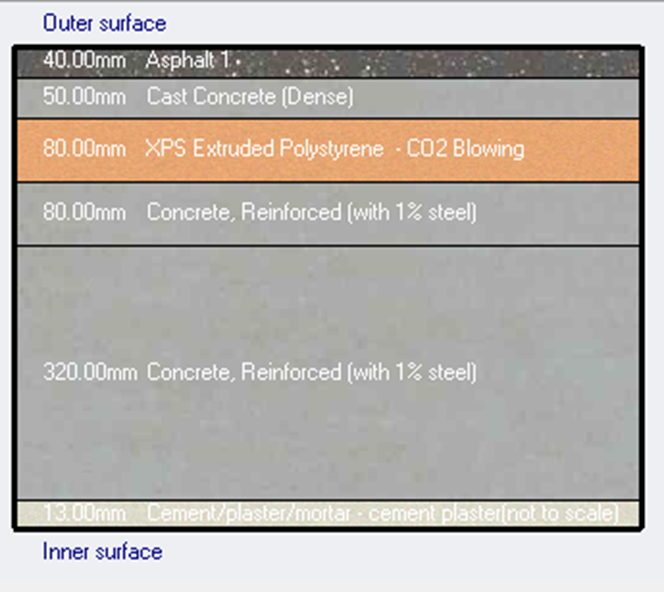 Outer surface
40.00mm Asphalt 1
50.00mm Cast Concrete (Dense)
80.00mm XPS Extruded Polystyrene - CO2 Blowing
80.00mm Concrete, Reinforced (with 1% steel)
320.00mm Concrete, Reinforced (with 1% steel)
13.00mm Cement/plaster/mortar - cement plaster(not to scale)
Inner surface